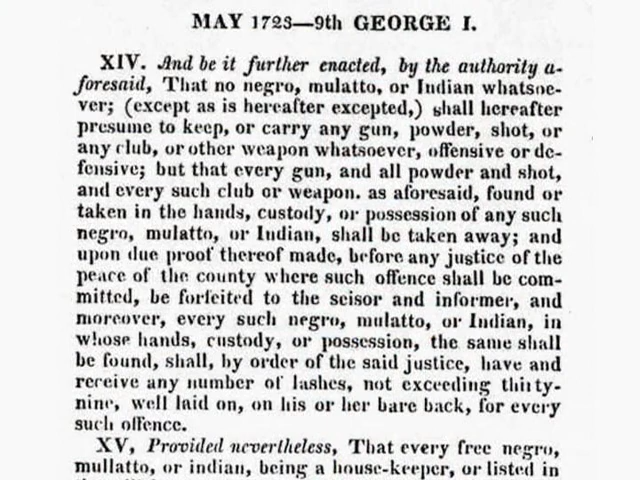 MAY 1723—9th GEORGE I.
XIV. And be it further enacted, by the authority a-
foresaid, That no negro, mulatto, or Indian whatsoe-
ver; (except as is hereafter excepted,) shall hereafter
presume to keep, or carry any gun, powder, shot, or
any club, or other weapon whatsoever, offensive or de-
fensive; but that every gun, and all powder and shot,
and every such club or weapon. as aforesaid, found or
taken in the hands, custody, or possession of any such
negro, mulatto, or Indian, shall be taken away; and
upon due proof thereof made, before any justice of the
peace of the county where such offence shall be com-
mitted, be forfeited to the seisor and informer, and
moreover, every such negro, mulatto, or Indian, in
whose hands, custody, or possession, the same shall
be found, shall, by order of the said justice, have and
receive any number of lashes, not exceeding thirty-
nine, well laid on, on his or her bare back, for every
such offence.
XV, Provided nevertheless, That every free negro,
mullatto, or indian, being a house-keeper, or listed in